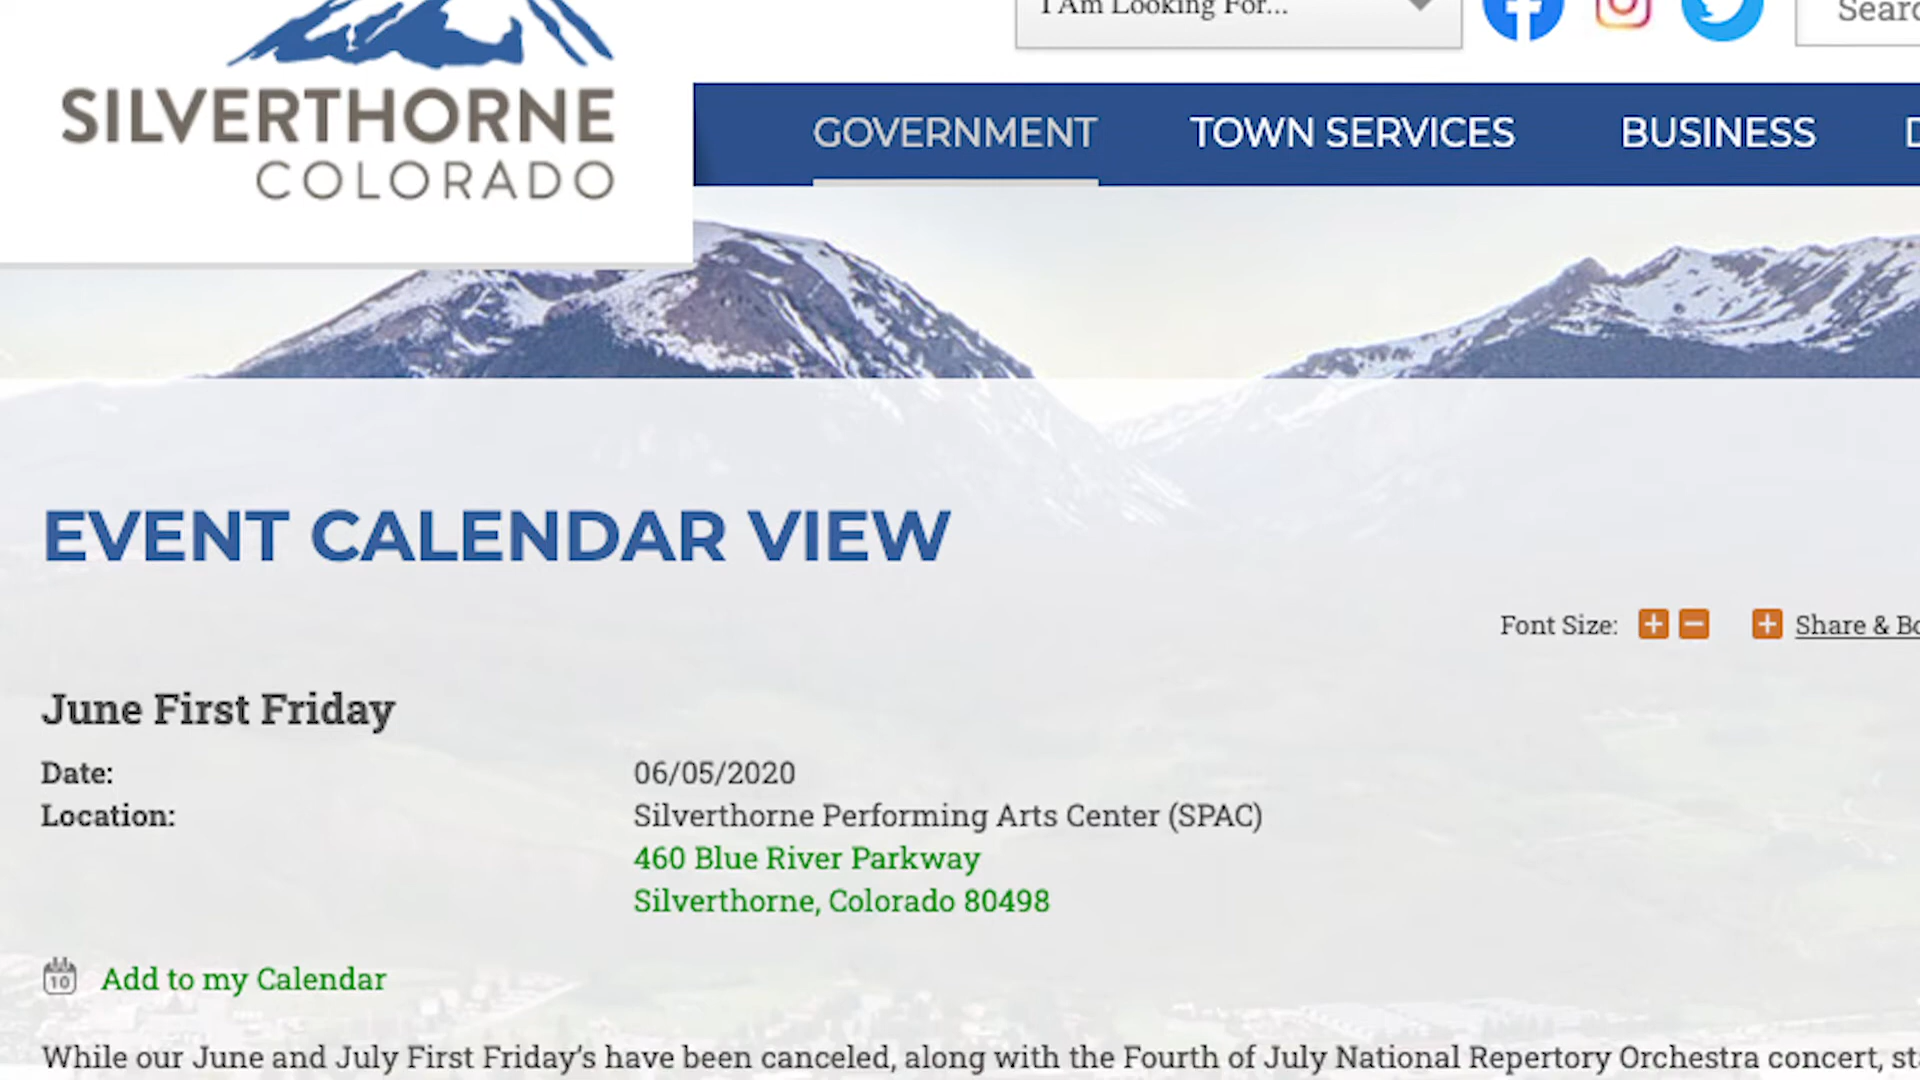 I Am Looking For...
SILVERTHORNE
COLORADO
GOVERNMENT
TOWN SERVICES
BUSINESS
EVENT CALENDAR VIEW
Font Size:
Share &
June First Friday
Date:
06/05/2020
Location:
Silverthorne Performing Arts Center (SPAC)
460 Blue River Parkway
Silverthorne, Colorado 80498
10
Add to my Calendar
While our June and July First Friday's have been canceled, along with the Fourth of July National Repertory Orchestra concert,